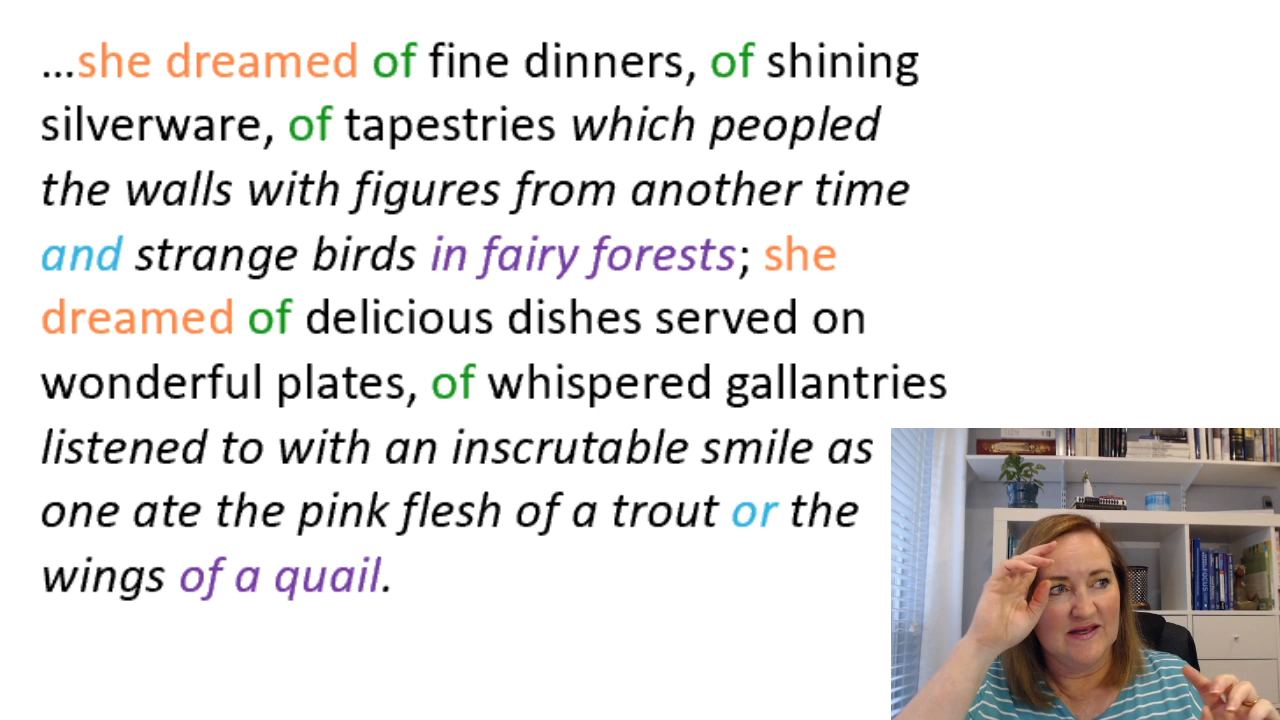 …she dreamed of fine dinners, of shining
silverware, of tapestries which peopled
the walls with figures from another time
and strange birds in fairy forests; she
dreamed of delicious dishes served on
wonderful plates, of whispered gallantries
listened to with an inscrutable smile as
one ate the pink flesh of a trout or the
wings of a quail.